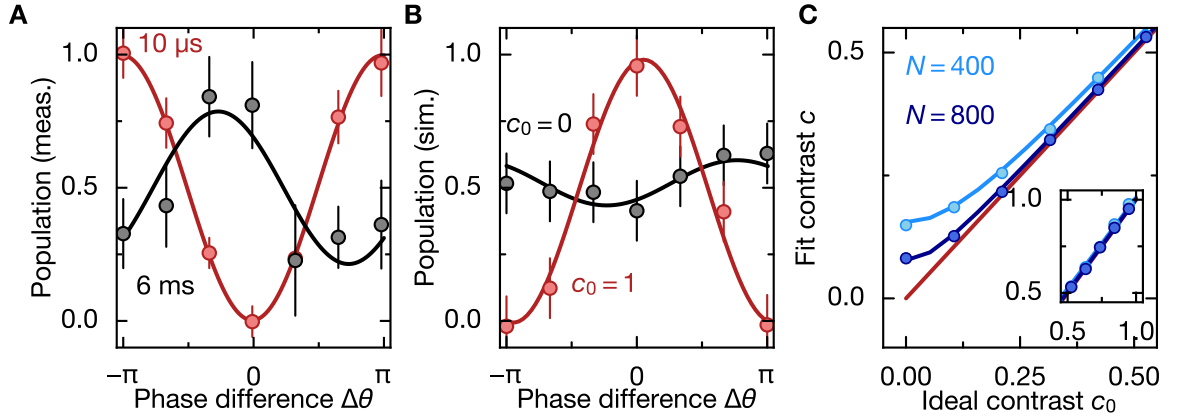 A
Population (meas.)
1.0
0.5
0.0
10 µs
6 ms
−π
0
π
Phase difference Δθ
B
Population (sim.)
1.0
0.5
0.0
c₀ = 0
c₀ = 1
−π
0
π
Phase difference Δθ
C
Fit contrast c
0.5
0.0
N = 400
N = 800
1.0
0.5
0.5
1.0
0.00
0.25
0.50
Ideal contrast c₀